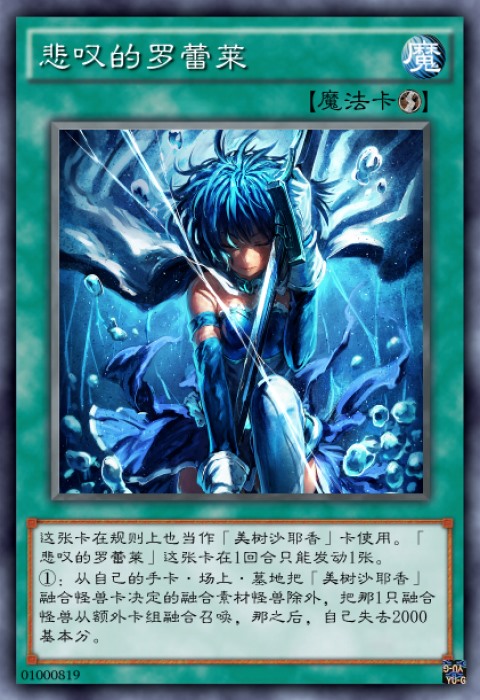 悲叹的罗蕾莱
魔
【魔法卡】
这张卡在规则上也当作「美树沙耶香」卡使用。「
悲叹的罗蕾莱」这张卡在1回合只能发动1张。
①：从自己的手卡·场上·墓地把「美树沙耶香」
融合怪兽卡决定的融合素材怪兽除外，把那1只融合
怪兽从额外卡组融合召唤，那之后，自己失去2000
基本分。
01000819